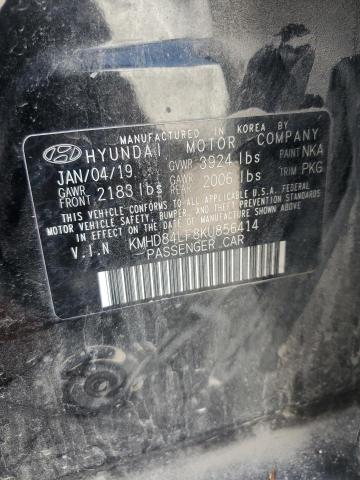 MANUFACTURED IN KOREA BY
HYUNDAI MOTOR COMPANY
JAN/04/19 GVWR 3924 lbs PAINT NKA
GAWR FRONT 2183 lbs GAWR REAR 2006 lbs TRIM PKG
THIS VEHICLE CONFORMS TO ALL APPLICABLE U.S.A. FEDERAL
MOTOR VEHICLE SAFETY, BUMPER, AND THEFT PREVENTION STANDARDS
IN EFFECT ON THE DATE OF MANUFACTURE SHOWN ABOVE.
V.I.N KMHD84LF8KU856414
-PASSENGER CAR